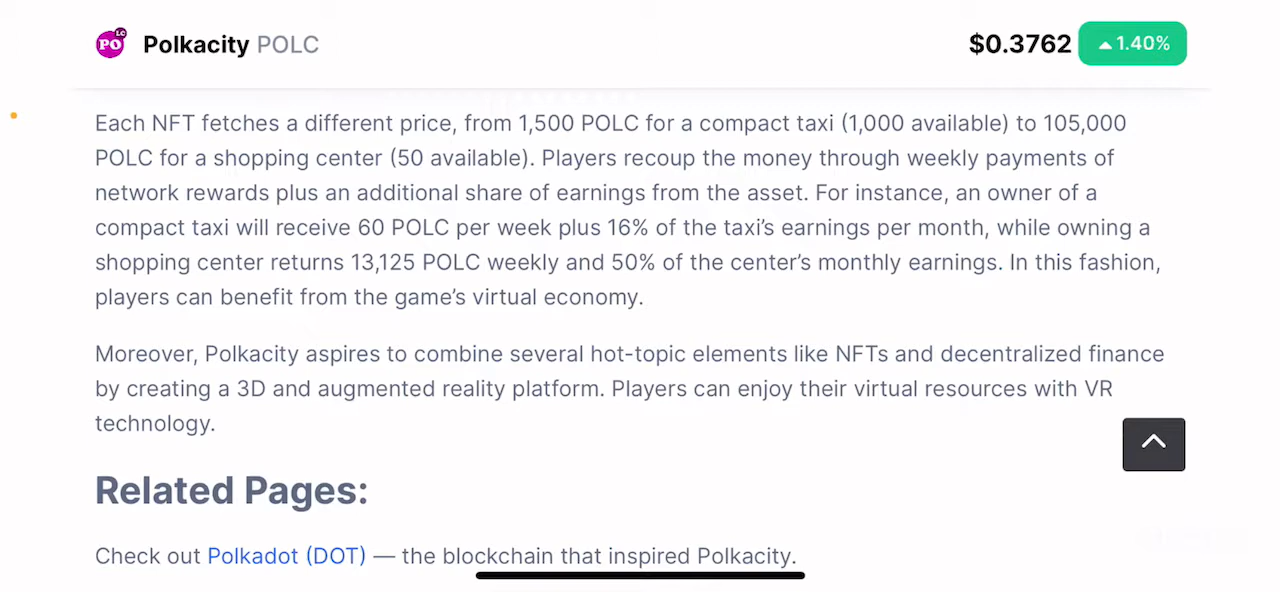 Polkacity POLC
$0.3762 1.40%
Each NFT fetches a different price, from 1,500 POLC for a compact taxi (1,000 available) to 105,000
POLC for a shopping center (50 available). Players recoup the money through weekly payments of
network rewards plus an additional share of earnings from the asset. For instance, an owner of a
compact taxi will receive 60 POLC per week plus 16% of the taxi’s earnings per month, while owning a
shopping center returns 13,125 POLC weekly and 50% of the center’s monthly earnings. In this fashion,
players can benefit from the game’s virtual economy.
Moreover, Polkacity aspires to combine several hot-topic elements like NFTs and decentralized finance
by creating a 3D and augmented reality platform. Players can enjoy their virtual resources with VR
technology.
Related Pages:
Check out Polkadot (DOT) — the blockchain that inspired Polkacity.